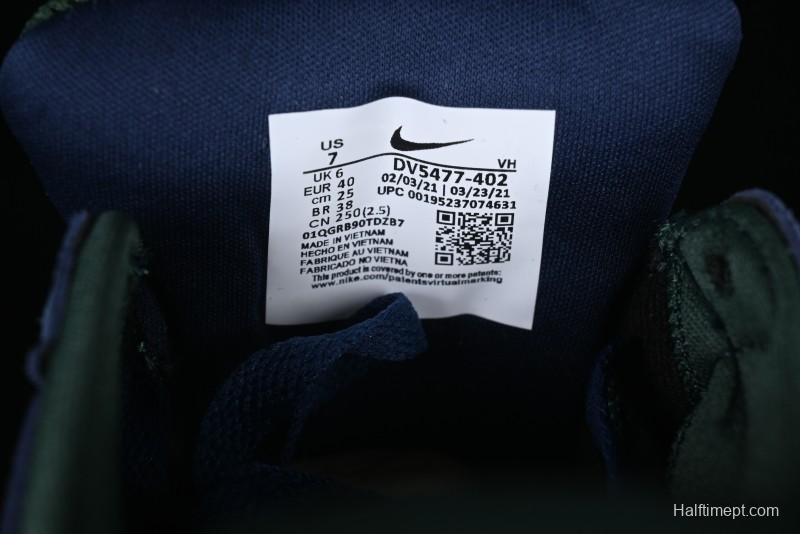 US
7
UK 6
EUR 40
cm 25
BR 38
CN 250(2.5)
01QGRB90TDZB7
MADE IN VIETNAM
HECHO EN VIETNAM
FABRIQUE AU VIETNAM
FABRICADO NO VIETNA
VH
DV5477-402
02/03/21 | 03/23/21
UPC 00195237074631
This product is covered by one or more patents:
www.nike.com/patentsvirtualmarking
Halftimept.com